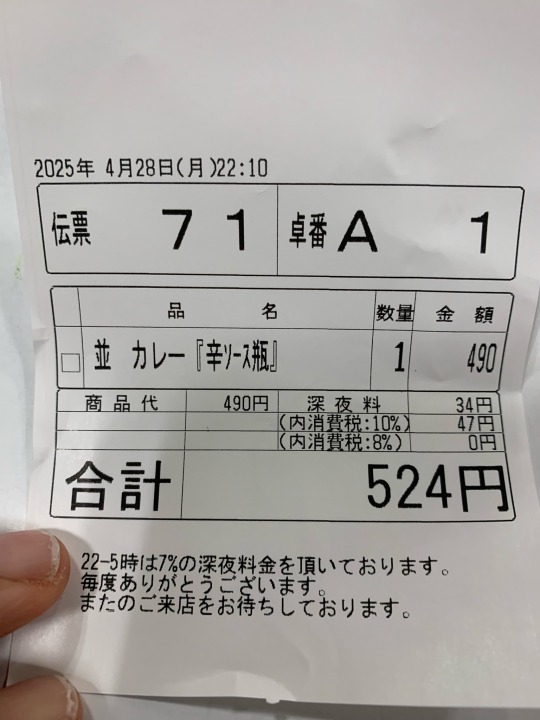 2025年 4月28日(月)22:10
伝票 71 卓番 A 1
品名 数量 金額
並 カレー『辛ソース瓶』 1 490
商品代 490円 深夜料 34円
(内消費税:10%) 47円
(内消費税:8%) 0円
合計 524円
22-5時は7%の深夜料金を頂いております。
毎度ありがとうございます。
またのご来店をお待ちしております。